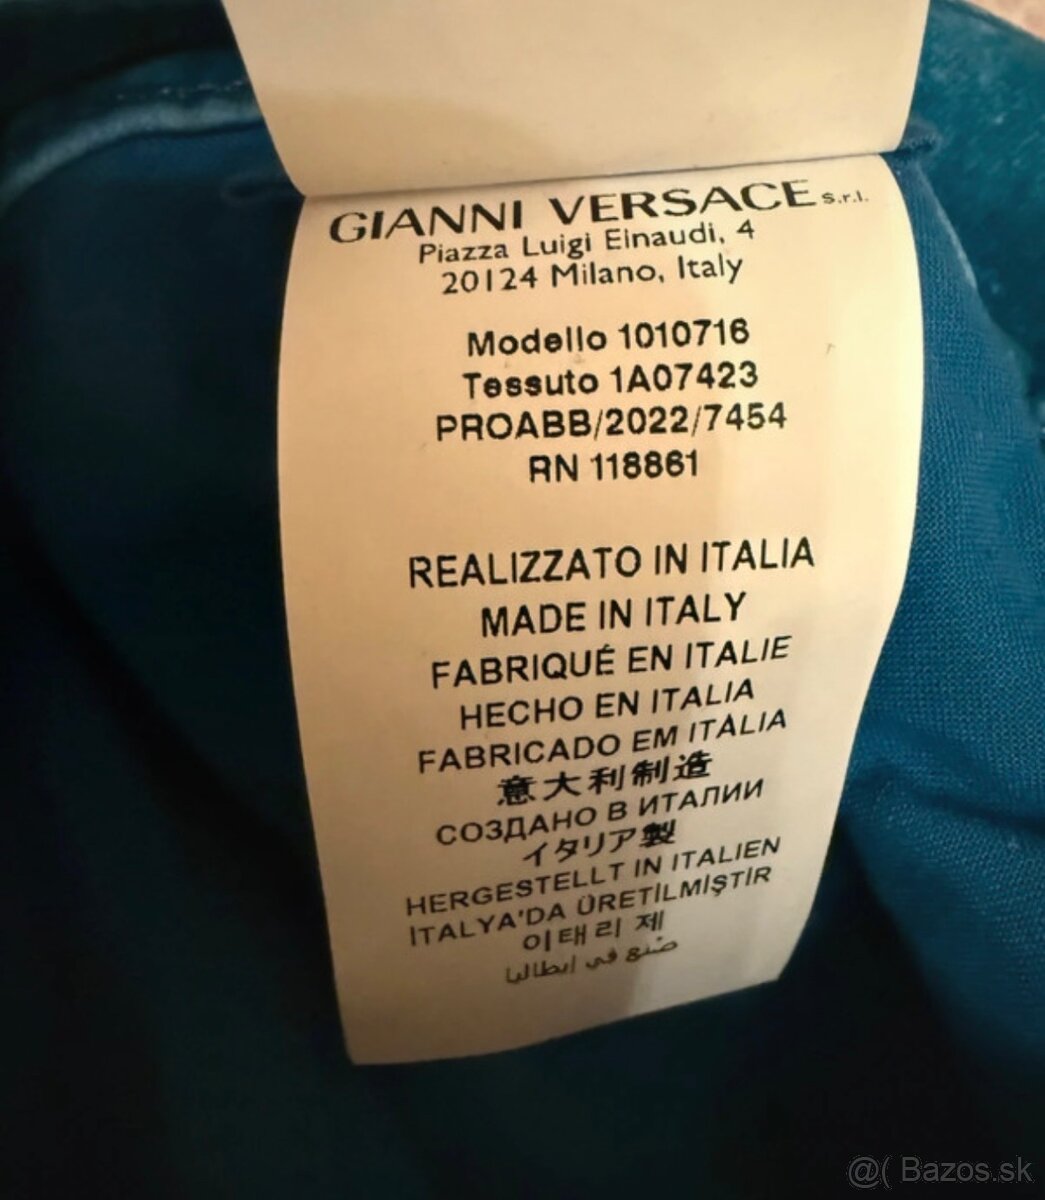 GIANNI VERSACE s.r.l.
Piazza Luigi Einaudi, 4
20124 Milano, Italy
Modello 1010716
Tessuto 1A07423
PROABB/2022/7454
RN 118861
REALIZZATO IN ITALIA
MADE IN ITALY
FABRIQUÉ EN ITALIE
HECHO EN ITALIA
FABRICADO EM ITALIA
意大利制造
СОЗДАНО В ИТАЛИИ
イタリア製
HERGESTELLT IN ITALIEN
İTALYA'DA ÜRETİLMİŞTİR
이태리 제
صُنع في ايطاليا
@( Bazos.sk